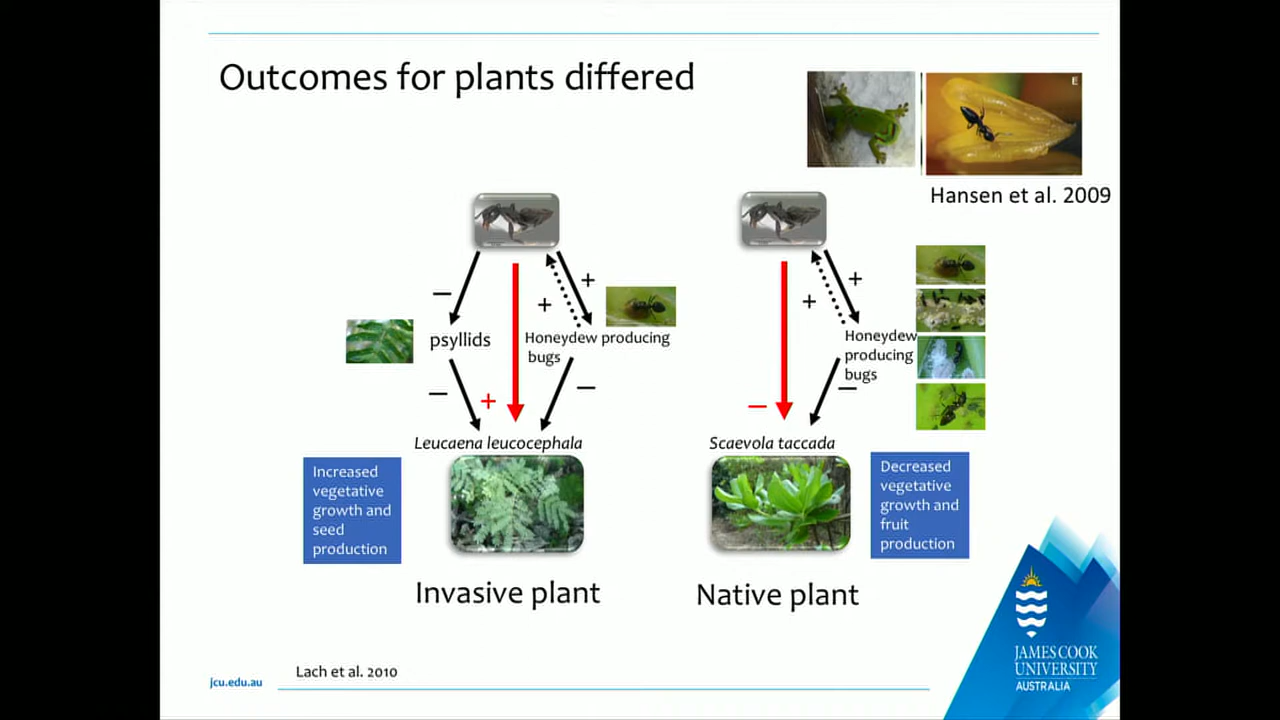 Outcomes for plants differed
E
Hansen et al. 2009
−
+
+
psyllids
Honeydew producing
bugs
−
+
−
Leucaena leucocephala
Increased
vegetative
growth and
seed
production
Invasive plant
+
+
Honeydew
producing
bugs
−
−
Scaevola taccada
Decreased
vegetative
growth and
fruit
production
Native plant
Lach et al. 2010
jcu.edu.au
JAMES COOK
UNIVERSITY
AUSTRALIA